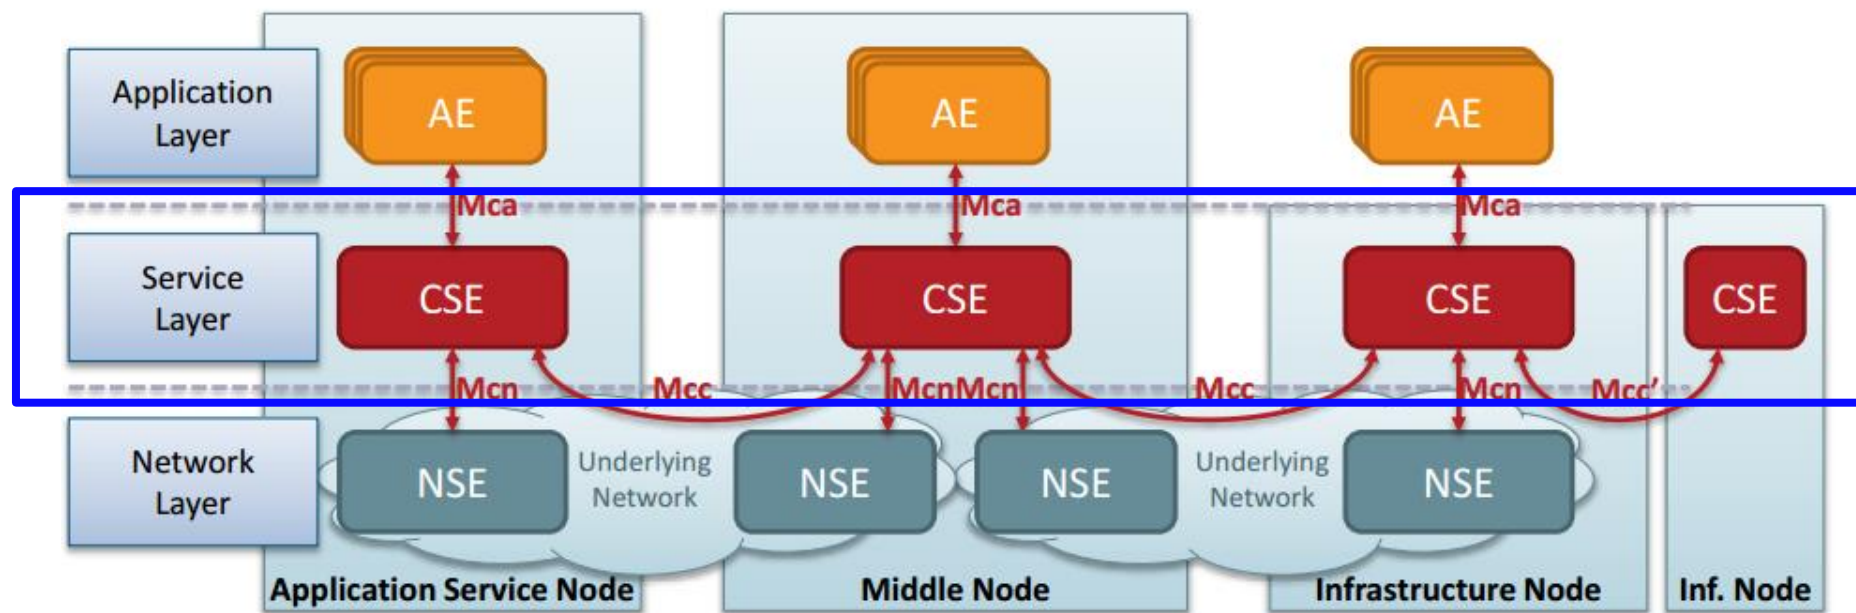 Application
Layer
AE
AE
AE
Mca
Mca
Mca
Service
Layer
CSE
CSE
CSE
CSE
Mcn
Mcc
Mcn
Mcn
Mcc
Mcn
Mcc’
Network
Layer
NSE
Underlying
Network
NSE
NSE
Underlying
Network
NSE
Application Service Node
Middle Node
Infrastructure Node
Inf. Node